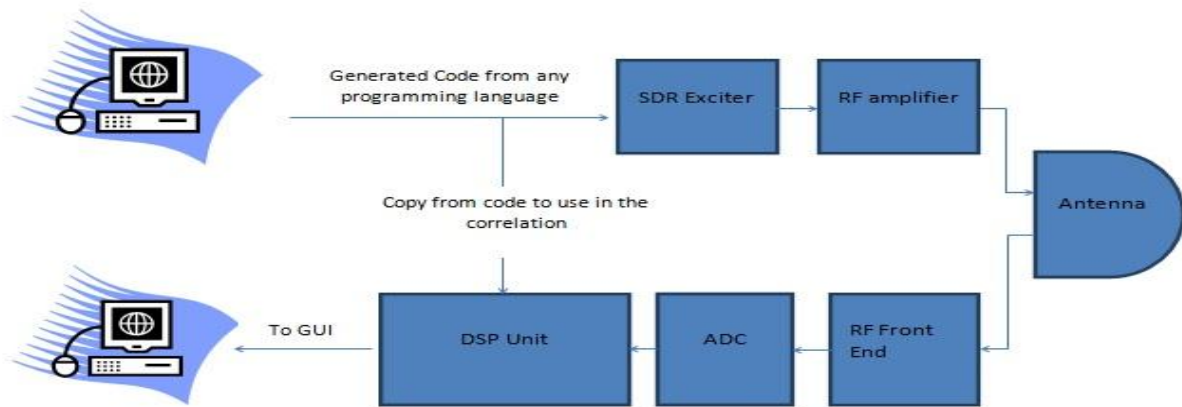 Generated Code from any
programming language
SDR Exciter
RF amplifier
Antenna
Copy from code to use in the
correlation
To GUI
DSP Unit
ADC
RF Front
End